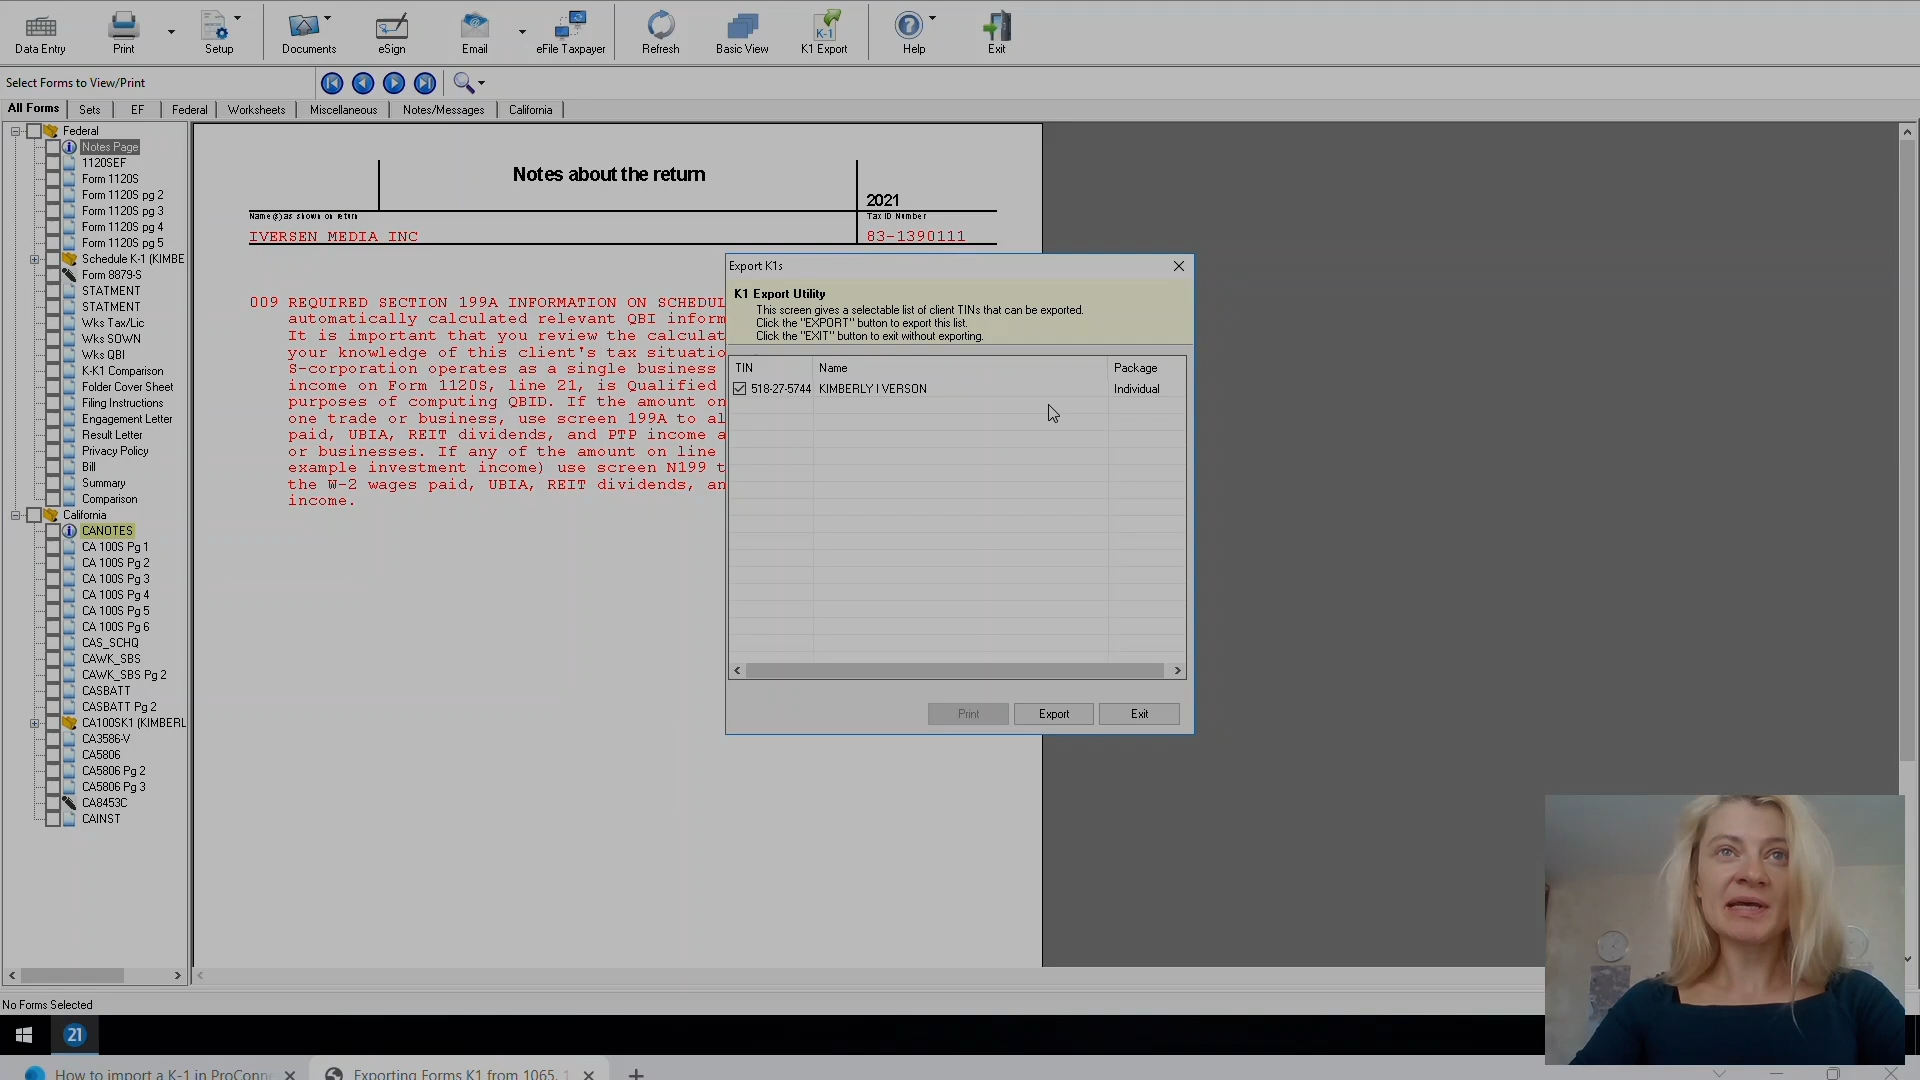 Data Entry
Print
Setup
Documents
eSign
Email
eFile Taxpayer
Refresh
Basic View
K-1
K1 Export
Help
Exit
Select Forms to View/Print
All Forms
Sets
EF
Federal
Worksheets
Miscellaneous
Notes/Messages
California
Federal
Notes Page
1120SEF
Form 1120S
Form 1120S pg 2
Form 1120S pg 3
Form 1120S pg 4
Form 1120S pg 5
Schedule K-1 (KIMBE
Form 8879-S
STATMENT
STATMENT
Wks Tax/Lic
Wks SOWN
Wks QBI
K-K1 Comparison
Folder Cover Sheet
Filing Instructions
Engagement Letter
Result Letter
Privacy Policy
Bill
Summary
Comparison
California
CANOTES
CA 100S Pg 1
CA 100S Pg 2
CA 100S Pg 3
CA 100S Pg 4
CA 100S Pg 5
CA 100S Pg 6
CAS_SCHQ
CAWK_SBS
CAWK_SBS Pg 2
CASBATT
CASBATT Pg 2
CA100SK1 (KIMBERL
CA3586-V
CA5806
CA5806 Pg 2
CA5806 Pg 3
CA8453C
CAINST
Notes about the return
2021
Name(s) as shown on return
Tax ID Number
IVERSEN MEDIA INC
83-1390111
009 REQUIRED SECTION 199A INFORMATION ON SCHEDUL
automatically calculated relevant QBI inform
It is important that you review the calculat
your knowledge of this client's tax situatio
S-corporation operates as a single business
income on Form 1120S, line 21, is Qualified
purposes of computing QBID. If the amount on
one trade or business, use screen 199A to al
paid, UBIA, REIT dividends, and PTP income a
or businesses. If any of the amount on line
example investment income) use screen N199 t
the W-2 wages paid, UBIA, REIT dividends, an
income.
Export K1s
K1 Export Utility
This screen gives a selectable list of client TINs that can be exported.
Click the "EXPORT" button to export this list.
Click the "EXIT" button to exit without exporting.
TIN
Name
Package
518-27-5744
KIMBERLY I VERSON
Individual
Print
Export
Exit
No Forms Selected
21
How to import a K-1 in ProConne
Exporting Forms K1 from 1065, 1